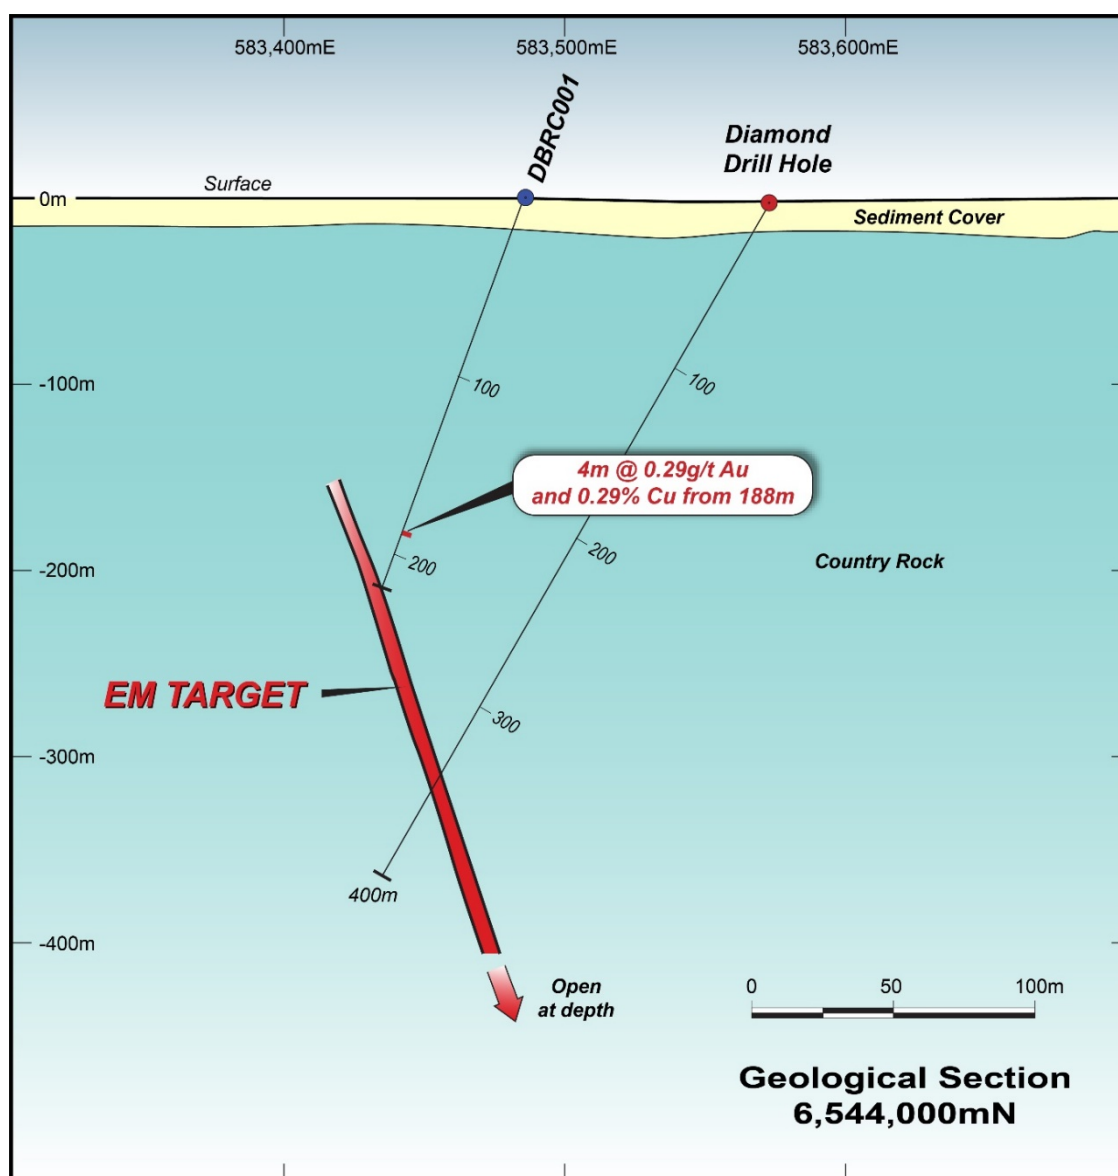 583,400mE
583,500mE
583,600mE
DBRC001
Diamond
Drill Hole
Surface
0m
Sediment Cover
-100m
100
100
4m @ 0.29g/t Au
and 0.29% Cu from 188m
200
200
Country Rock
-200m
EM TARGET
300
-300m
400m
-400m
Open
at depth
0
50
100m
Geological Section
6,544,000mN